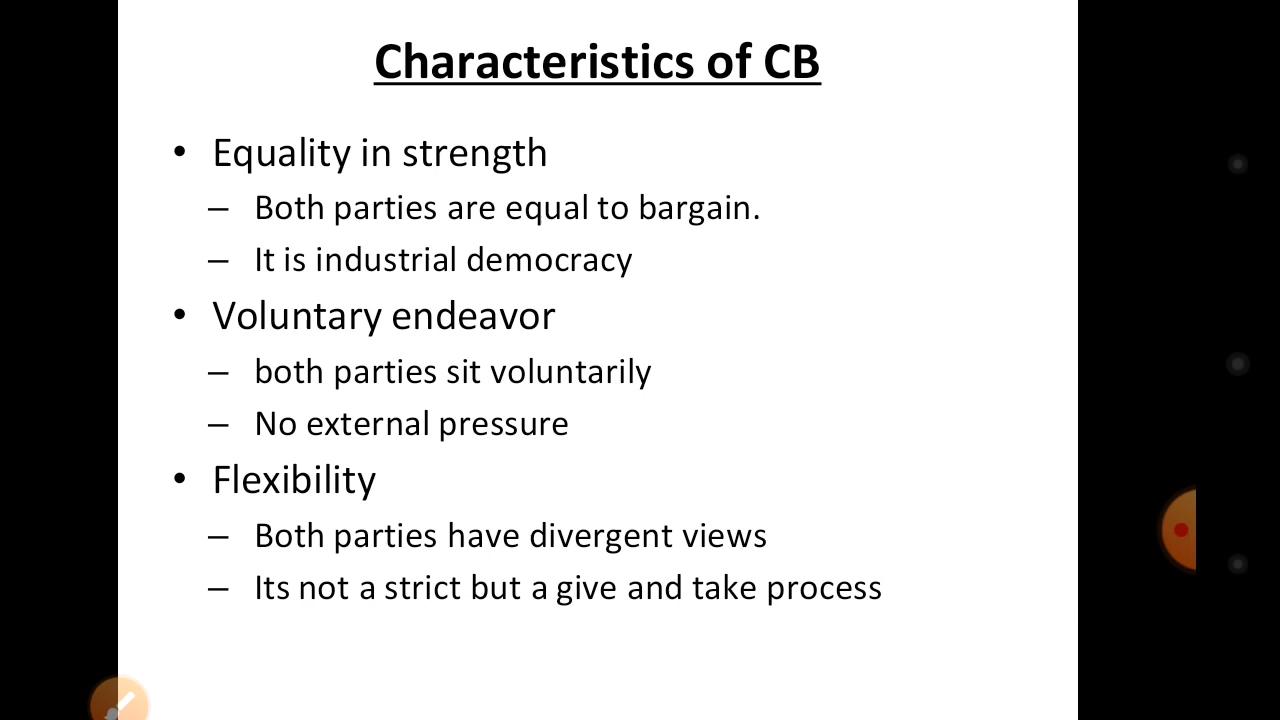 Characteristics of CB
• Equality in strength
– Both parties are equal to bargain.
– It is industrial democracy
• Voluntary endeavor
– both parties sit voluntarily
– No external pressure
• Flexibility
– Both parties have divergent views
– Its not a strict but a give and take process